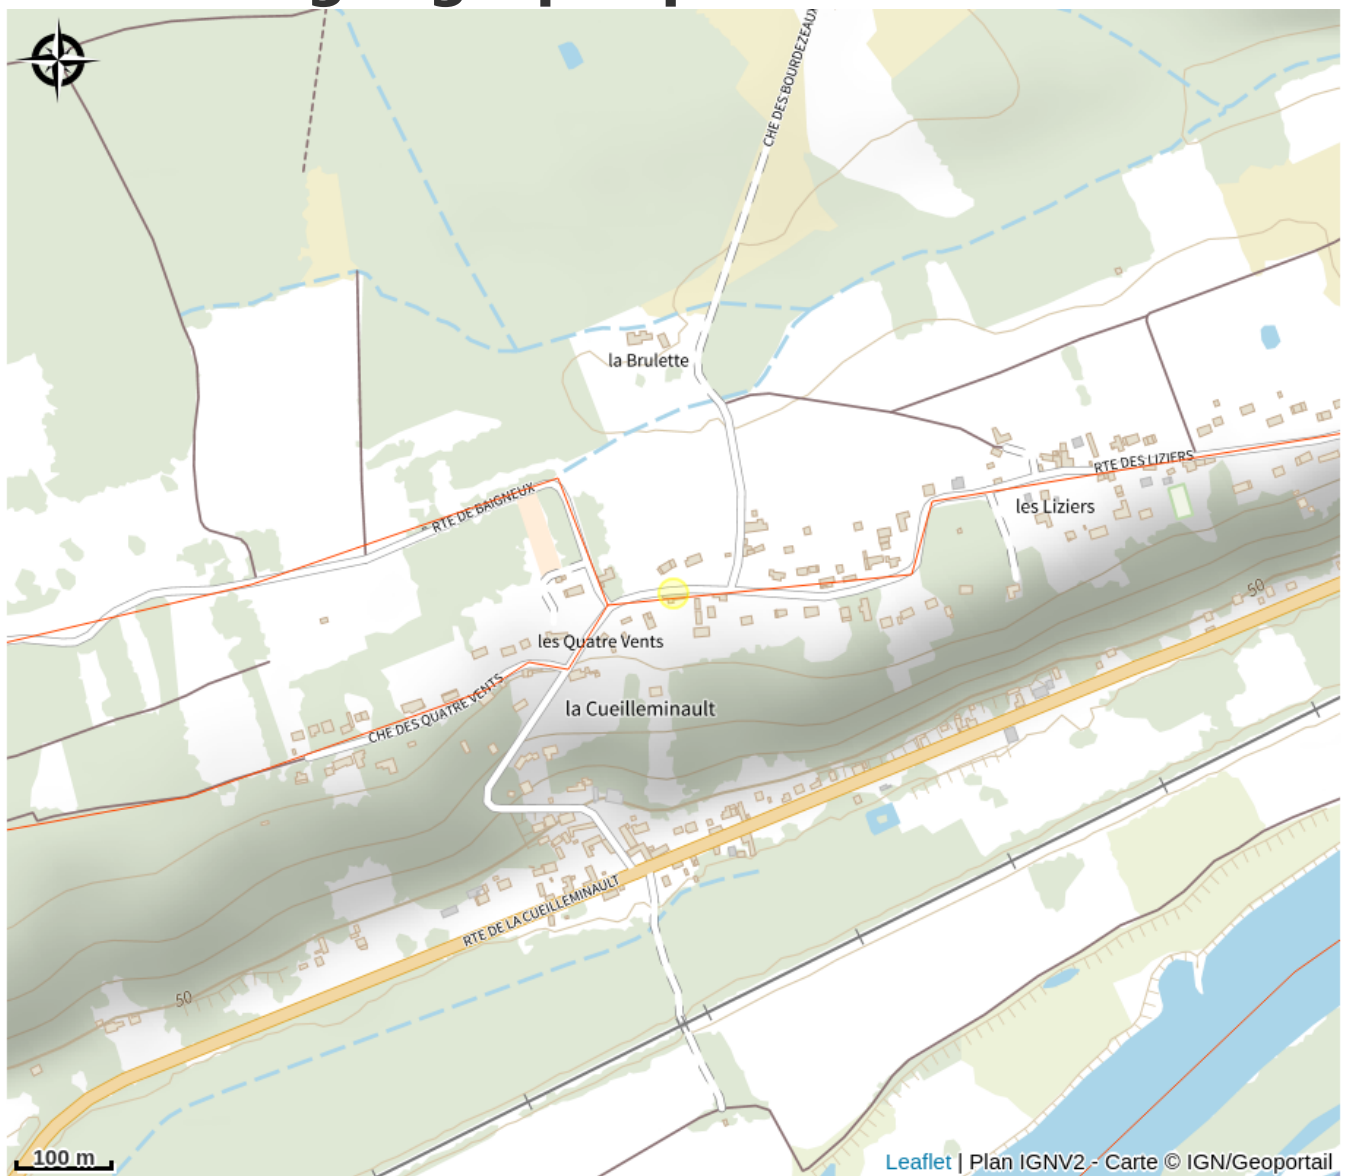 CHE DES BOURDEZEAUX
la Brulette
RTE DES LIZIERS
RTE DE BAIGNEUX
les Liziers
50
les Quatre Vents
CHE DES QUATRE VENTS
la Cueilleminault
RTE DE LA CUEILLEMINAULT
50
100 m
Leaflet | Plan IGNV2 - Carte © IGN/Geoportail